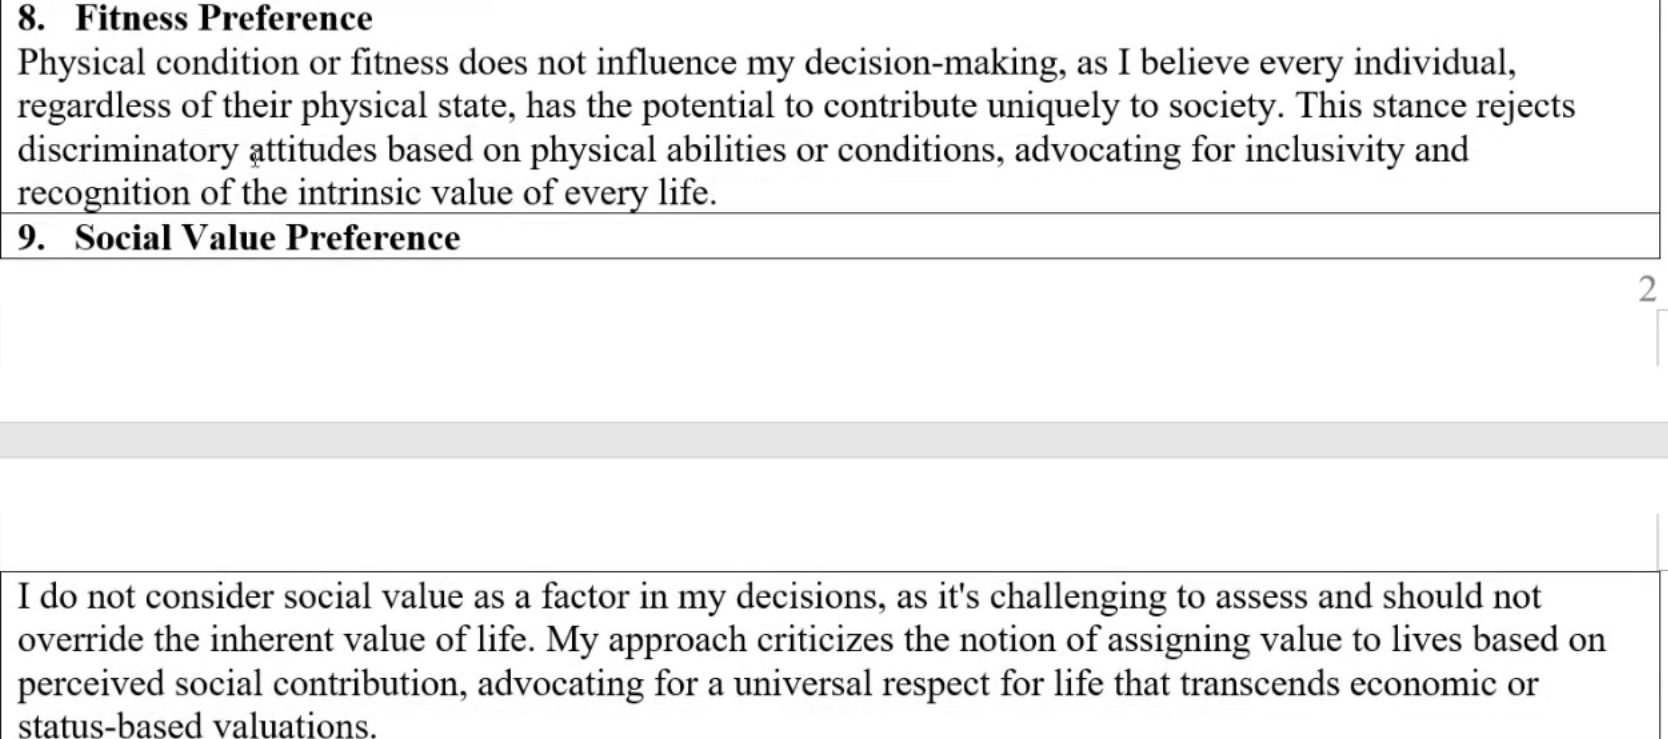 8. Fitness Preference
Physical condition or fitness does not influence my decision-making, as I believe every individual,
regardless of their physical state, has the potential to contribute uniquely to society. This stance rejects
discriminatory attitudes based on physical abilities or conditions, advocating for inclusivity and
recognition of the intrinsic value of every life.
9. Social Value Preference
2
I do not consider social value as a factor in my decisions, as it's challenging to assess and should not
override the inherent value of life. My approach criticizes the notion of assigning value to lives based on
perceived social contribution, advocating for a universal respect for life that transcends economic or
status-based valuations.